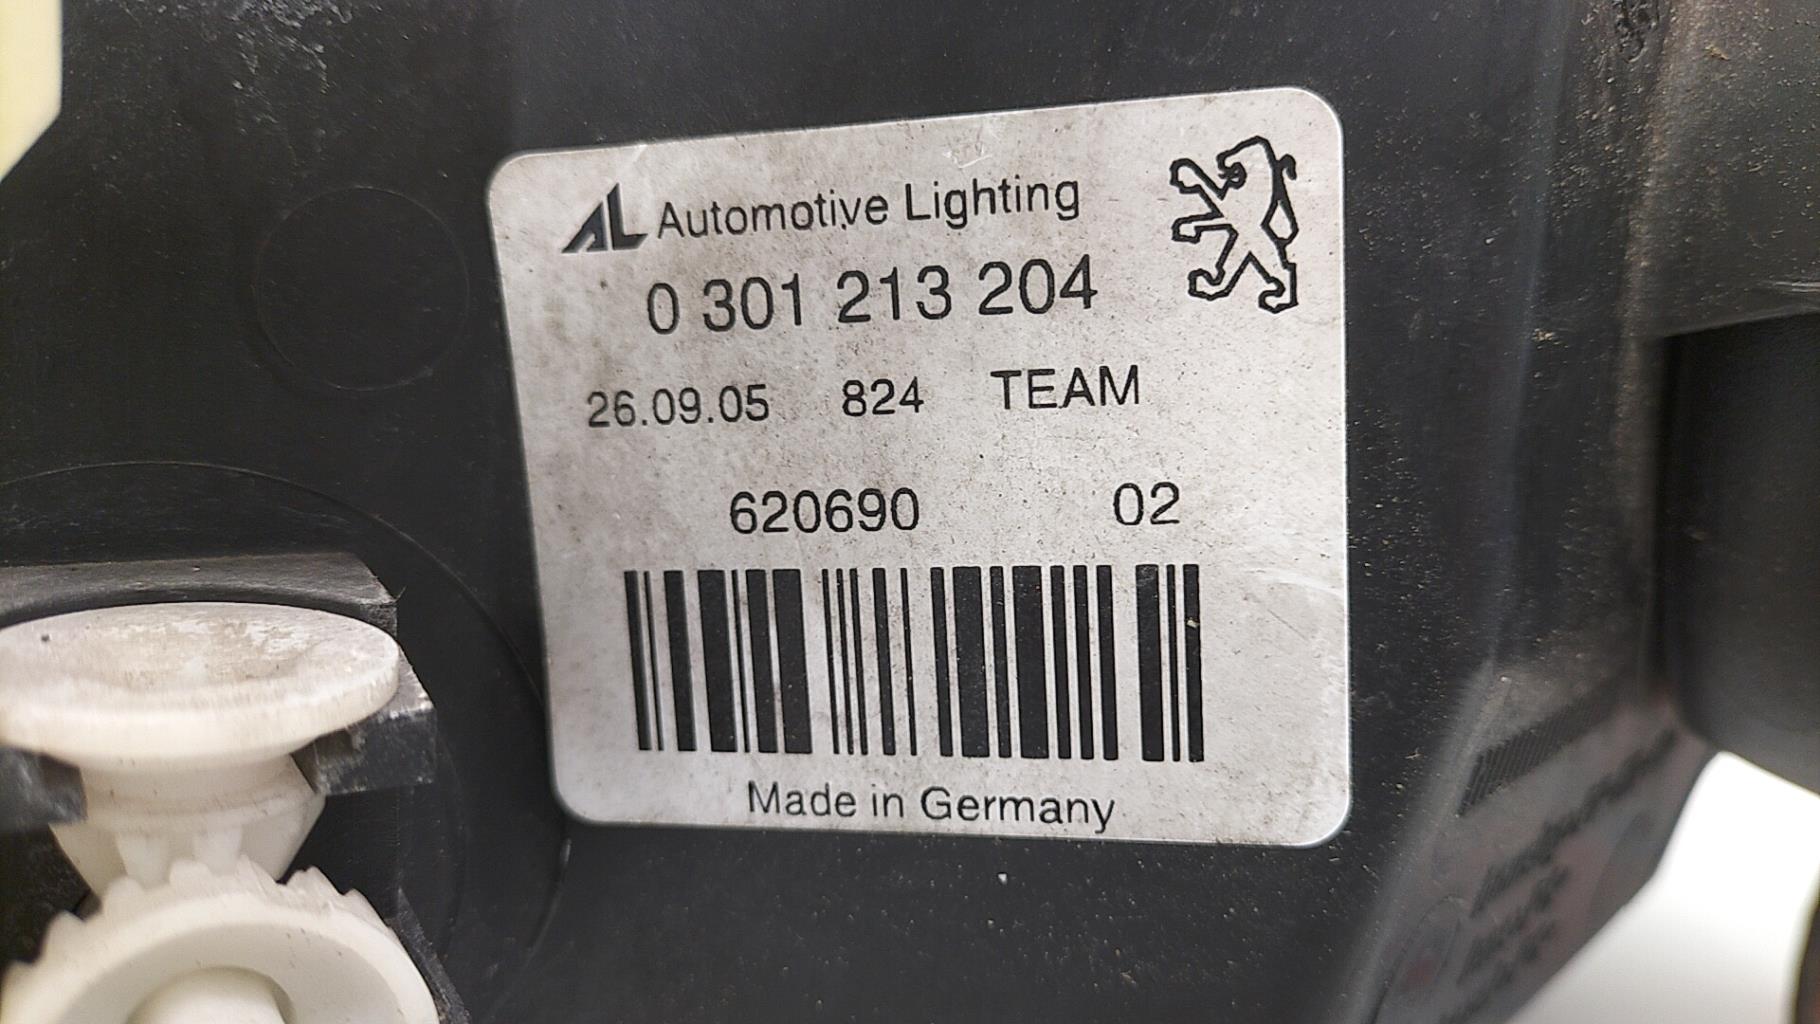 AL Automotive Lighting
0 301 213 204
26.09.05 824 TEAM
620690 02
Made in Germany